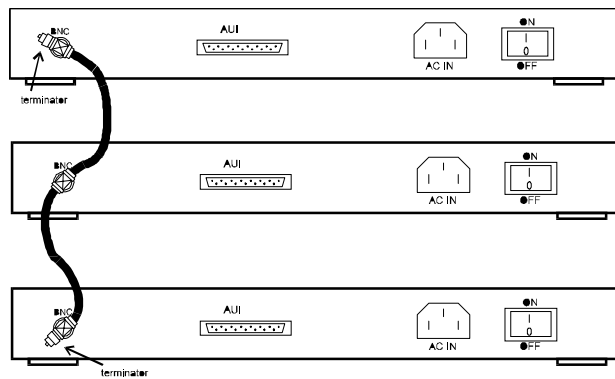 BNC
AUI
AC IN
ON
I
0
OFF
terminator
BNC
AUI
AC IN
ON
I
0
OFF
BNC
AUI
AC IN
ON
I
0
OFF
terminator